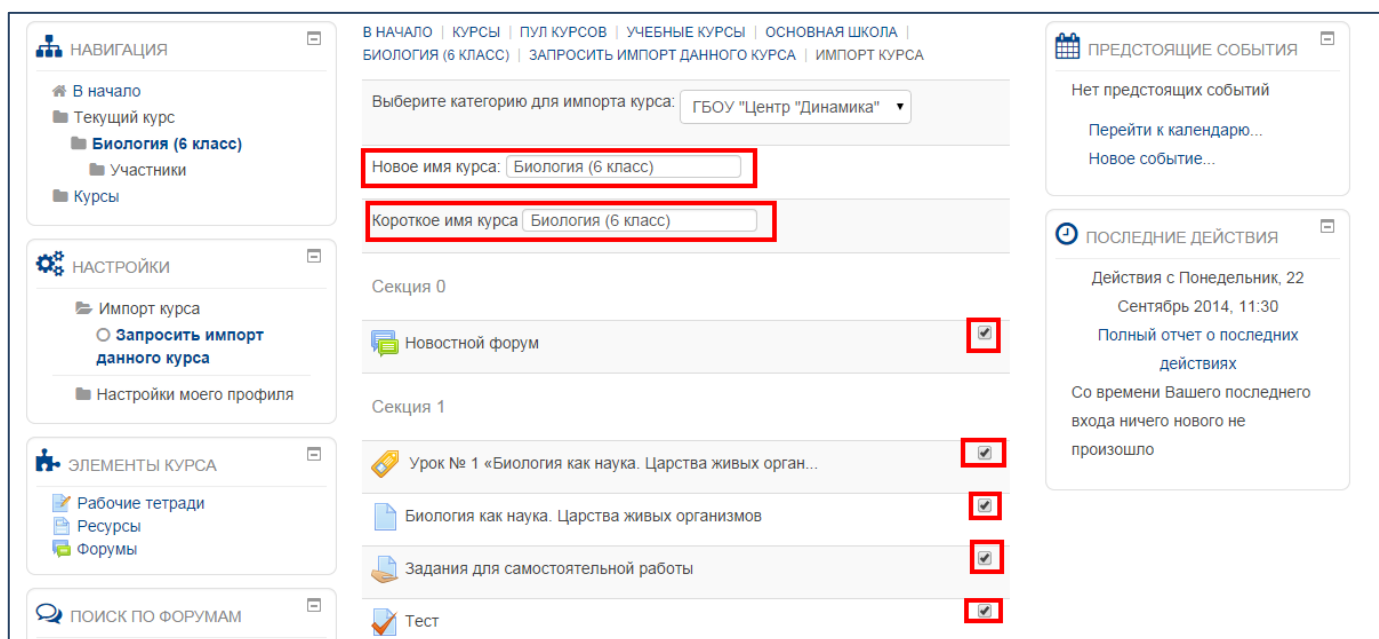 НАВИГАЦИЯ
В начало
Текущий курс
Биология (6 класс)
Участники
Курсы
НАСТРОЙКИ
Импорт курса
Запросить импорт
данного курса
Настройки моего профиля
ЭЛЕМЕНТЫ КУРСА
Рабочие тетради
Ресурсы
Форумы
ПОИСК ПО ФОРУМАМ
В НАЧАЛО | КУРСЫ | ПУЛ КУРСОВ | УЧЕБНЫЕ КУРСЫ | ОСНОВНАЯ ШКОЛА |
БИОЛОГИЯ (6 КЛАСС) | ЗАПРОСИТЬ ИМПОРТ ДАННОГО КУРСА | ИМПОРТ КУРСА
Выберите категорию для импорта курса: ГБОУ "Центр "Динамика"
Новое имя курса: Биология (6 класс)
Короткое имя курса Биология (6 класс)
Секция 0
Новостной форум
Секция 1
Урок № 1 «Биология как наука. Царства живых орган...
Биология как наука. Царства живых организмов
Задания для самостоятельной работы
Тест
ПРЕДСТОЯЩИЕ СОБЫТИЯ
Нет предстоящих событий
Перейти к календарю...
Новое событие...
ПОСЛЕДНИЕ ДЕЙСТВИЯ
Действия с Понедельник, 22
Сентябрь 2014, 11:30
Полный отчет о последних
действиях
Со времени Вашего последнего
входа ничего нового не
произошло